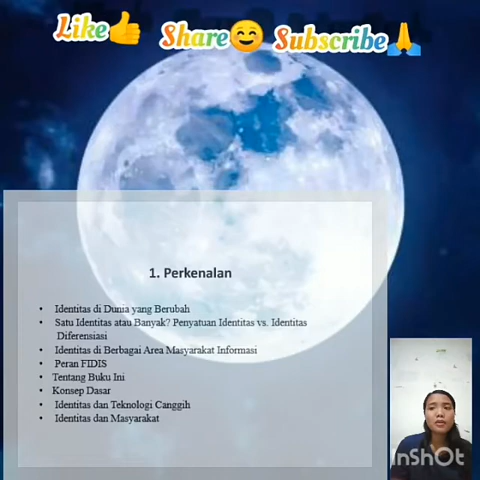 Like👍 Share😊 Subscribe🙏
1. Perkenalan
• Identitas di Dunia yang Berubah
• Satu Identitas atau Banyak? Penyatuan Identitas vs. Identitas
Diferensiasi
• Identitas di Berbagai Area Masyarakat Informasi
• Peran FIDIS
• Tentang Buku Ini
• Konsep Dasar
• Identitas dan Teknologi Canggih
• Identitas dan Masyarakat
InShOt